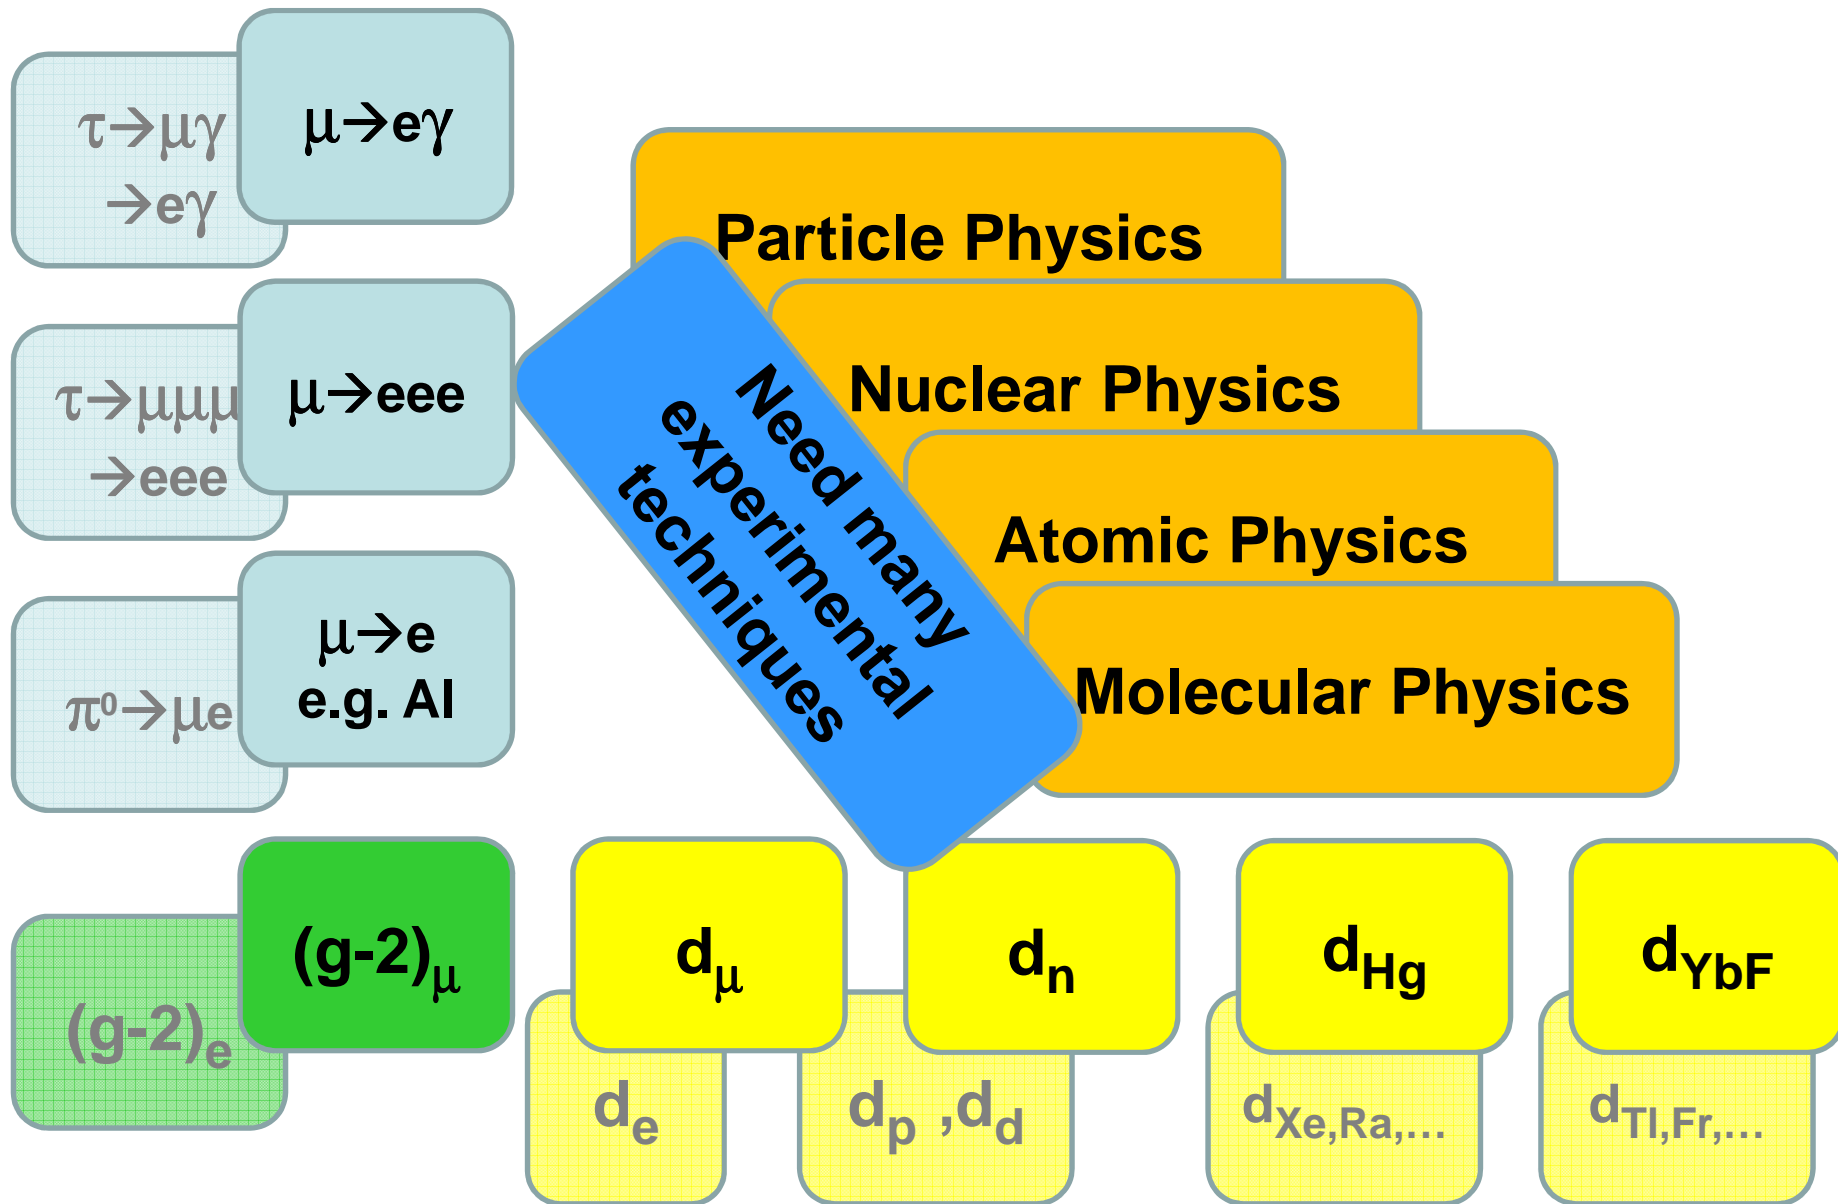 τ→μγ
→eγ
μ→eγ
τ→μμμ
→eee
μ→eee
π⁰→μe
μ→e
e.g. Al
Particle Physics
Nuclear Physics
Atomic Physics
Molecular Physics
Need many
experimental
techniques
(g-2)e
(g-2)μ
dμ
dn
dHg
dYbF
de
dp ,dd
dXe,Ra,…
dTl,Fr,…